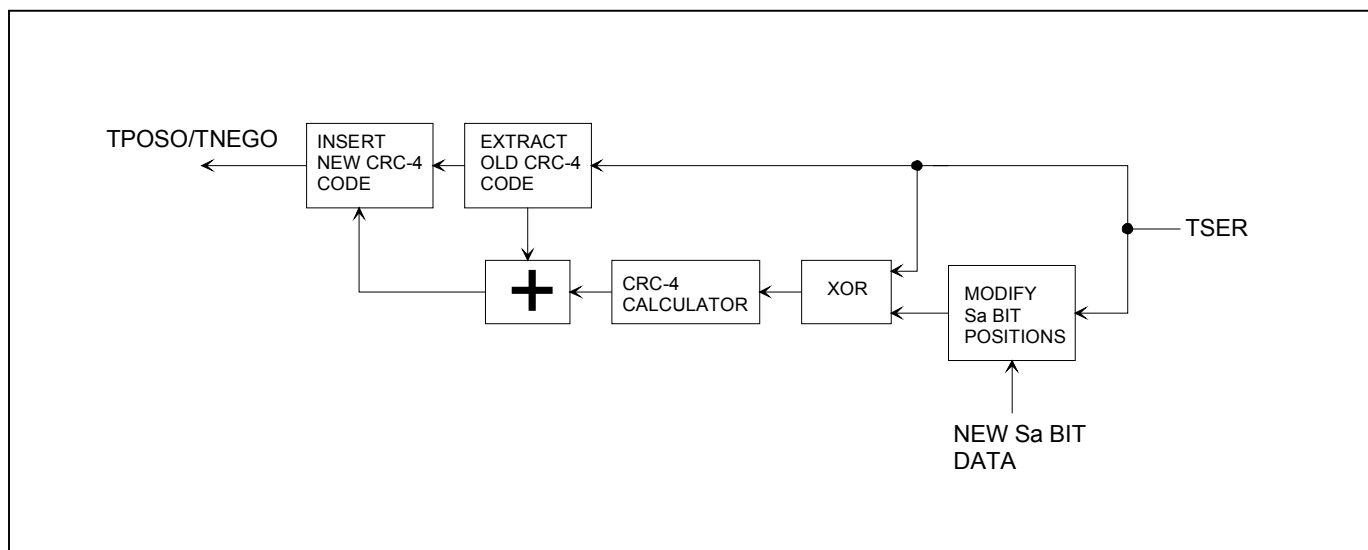 TPOSO/TNEGO
INSERT
NEW CRC-4
CODE
EXTRACT
OLD CRC-4
CODE
TSER
+
CRC-4
CALCULATOR
XOR
MODIFY
Sa BIT
POSITIONS
NEW Sa BIT
DATA